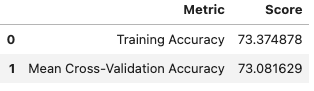 Metric Score
0 Training Accuracy 73.374878
1 Mean Cross-Validation Accuracy 73.081629